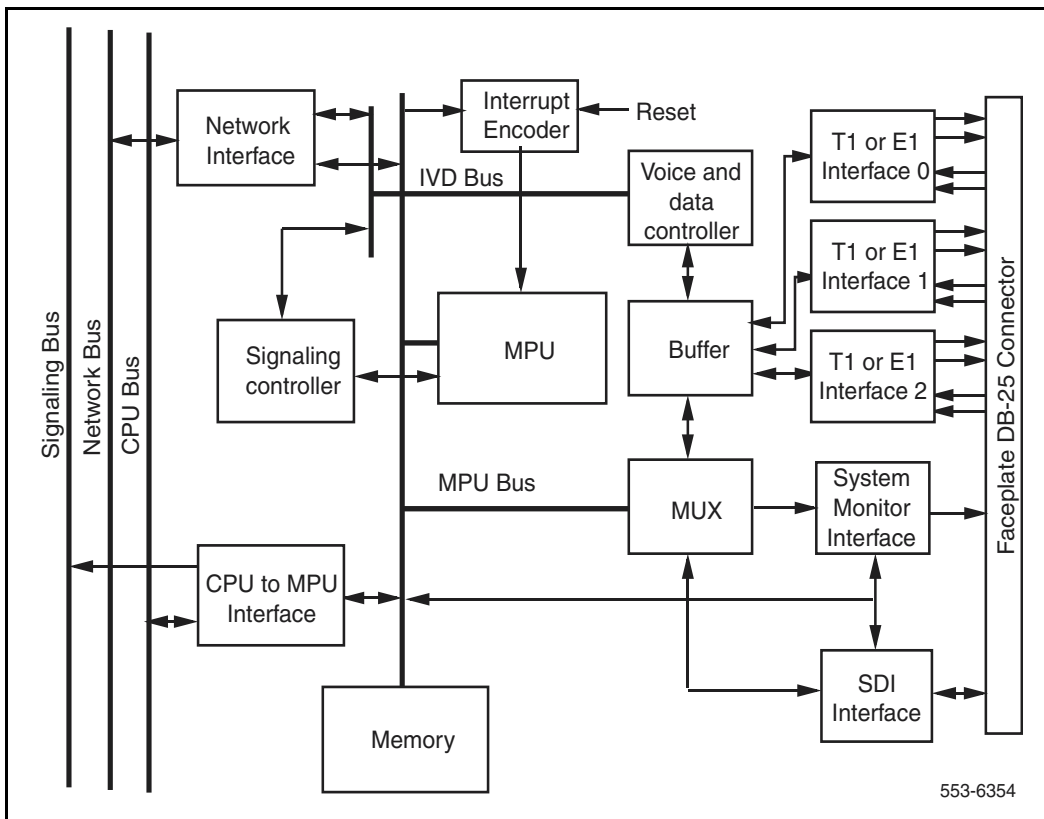 Signaling Bus
Network Bus
CPU Bus
Network
Interface
Interrupt
Encoder
Reset
IVD Bus
Voice and
data
controller
T1 or E1
Interface 0
T1 or E1
Interface 1
T1 or E1
Interface 2
Signaling
controller
MPU
Buffer
MPU Bus
MUX
System
Monitor
Interface
Faceplate DB-25 Connector
CPU to MPU
Interface
SDI
Interface
Memory
553-6354